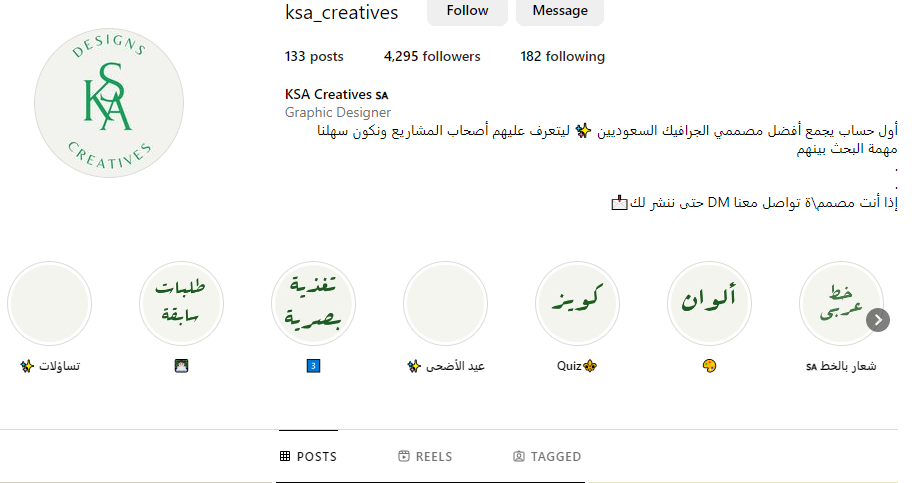 ksa_creatives Follow Message
DESIGNS
KSA
CREATIVES
133 posts 4,295 followers 182 following
KSA Creatives SA
Graphic Designer
أول حساب يجمع أفضل مصممي الجرافيك السعوديين ✨ ليتعرف عليهم أصحاب المشاريع ونكون سهلنا
مهمة البحث بينهم
.
.
إذا أنت مصمم\ة تواصل معنا DM حتى ننشر لك📩
طلبات
سابقة
تغذية
بصرية
كويز
ألوان
خط
عربي
تساؤلات ✨
3
عيد الأضحى ✨
Quiz⚜
🎨
شعار بالخط SA
POSTS REELS TAGGED